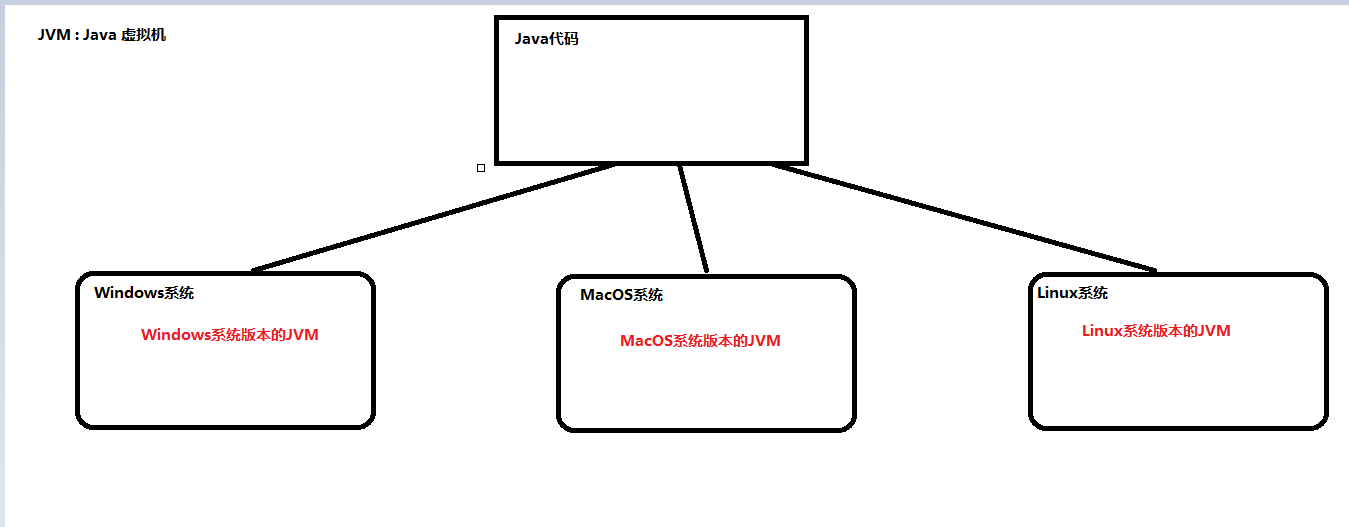 JVM : Java 虚拟机
Java代码
Windows系统
Windows系统版本的JVM
MacOS系统
MacOS系统版本的JVM
Linux系统
Linux系统版本的JVM